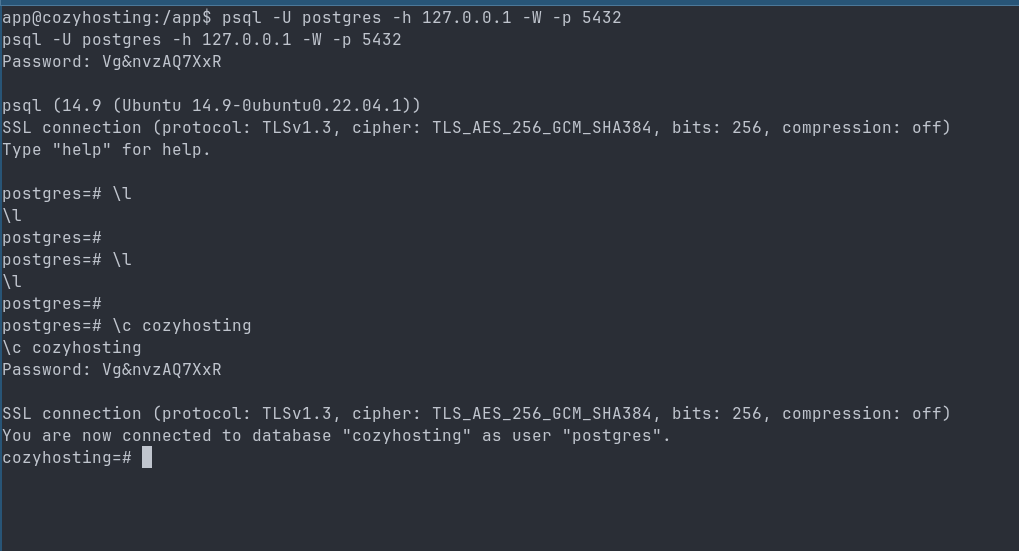 app@cozyhosting:/app$ psql -U postgres -h 127.0.0.1 -W -p 5432
psql -U postgres -h 127.0.0.1 -W -p 5432
Password: Vg&nvzAQ7XxR
psql (14.9 (Ubuntu 14.9-0ubuntu0.22.04.1))
SSL connection (protocol: TLSv1.3, cipher: TLS_AES_256_GCM_SHA384, bits: 256, compression: off)
Type "help" for help.
postgres=# \l
\l
postgres=#
postgres=# \l
\l
postgres=#
postgres=# \c cozyhosting
\c cozyhosting
Password: Vg&nvzAQ7XxR
SSL connection (protocol: TLSv1.3, cipher: TLS_AES_256_GCM_SHA384, bits: 256, compression: off)
You are now connected to database "cozyhosting" as user "postgres".
cozyhosting=#